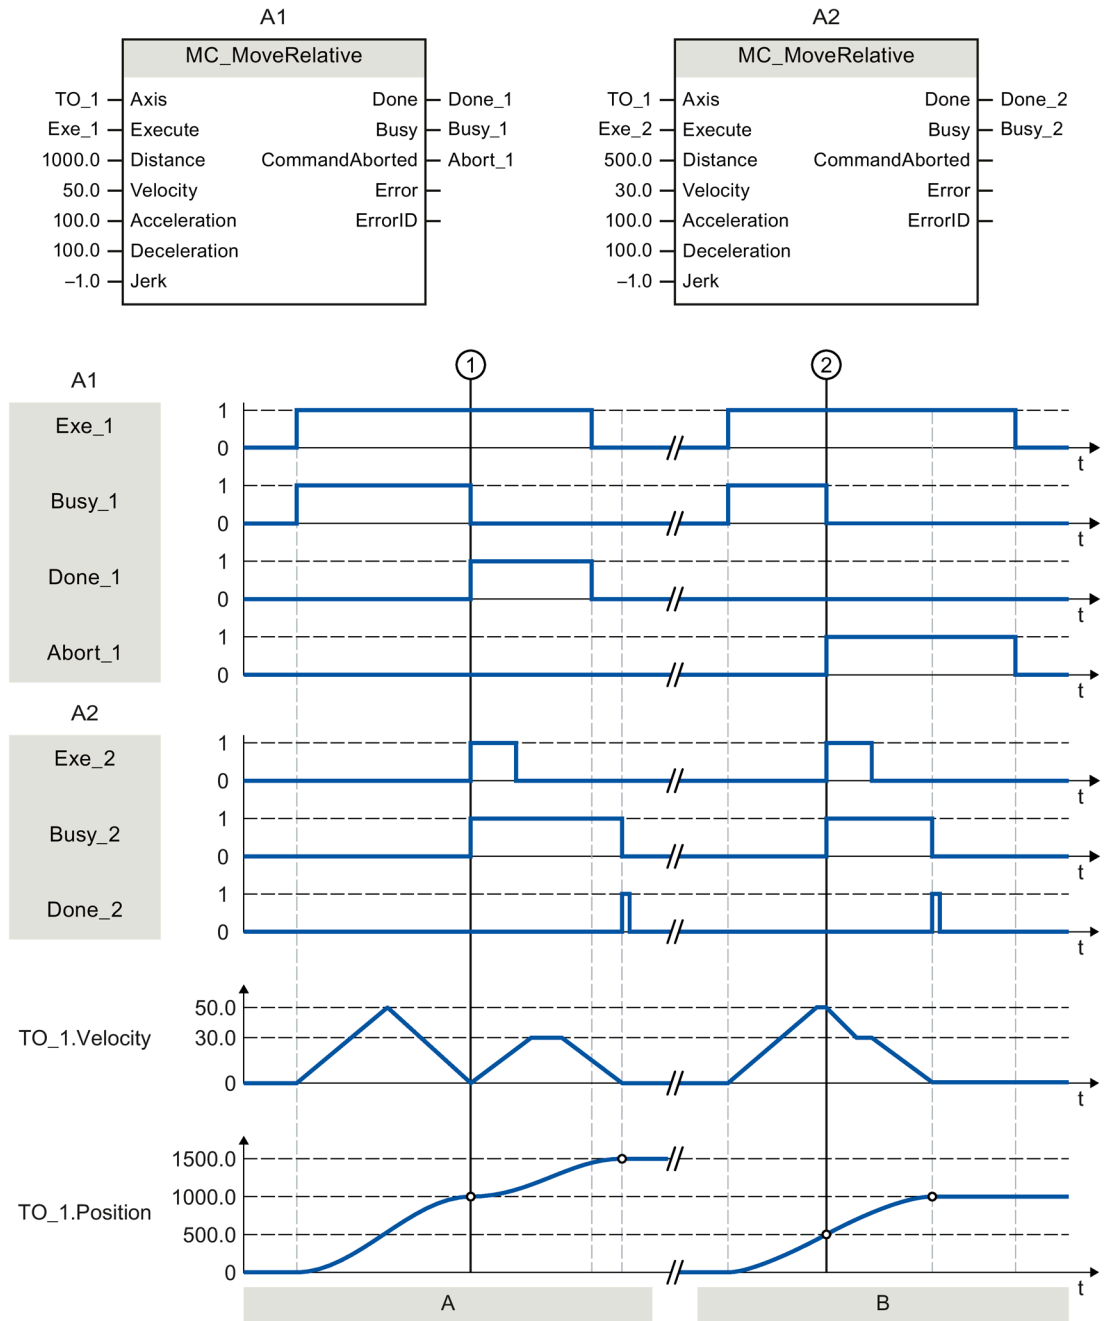 A1
MC_MoveRelative
TO_1 Axis Done Done_1
Exe_1 Execute Busy Busy_1
1000.0 Distance CommandAborted Abort_1
50.0 Velocity Error
100.0 Acceleration ErrorID
100.0 Deceleration
–1.0 Jerk
A2
MC_MoveRelative
TO_1 Axis Done Done_2
Exe_2 Execute Busy Busy_2
500.0 Distance CommandAborted
30.0 Velocity Error
100.0 Acceleration ErrorID
100.0 Deceleration
–1.0 Jerk
1 2
A1
Exe_1 1
0
t
Busy_1 1
0
t
Done_1 1
0
t
Abort_1 1
0
t
A2
Exe_2 1
0
t
Busy_2 1
0
t
Done_2 1
0
t
50.0
TO_1.Velocity 30.0
0
t
1500.0
1000.0
TO_1.Position
500.0
0
t
A B